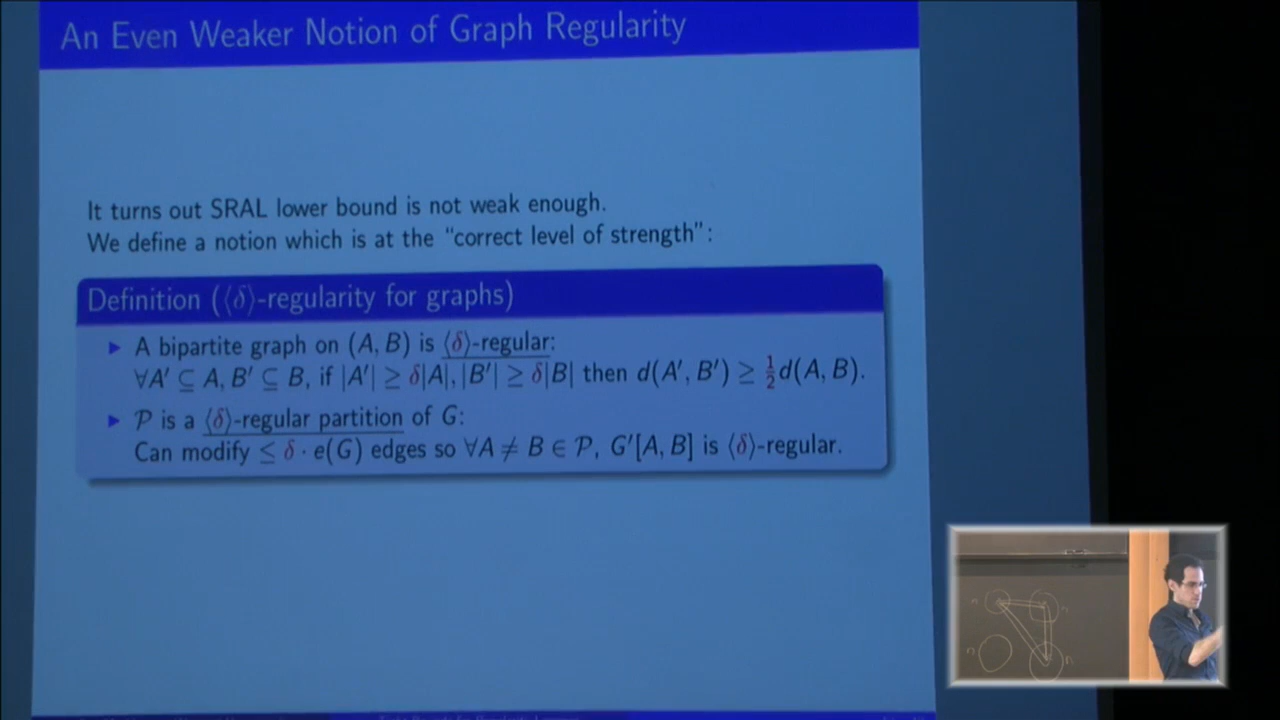 An Even Weaker Notion of Graph Regularity
It turns out SRAL lower bound is not weak enough.
We define a notion which is at the "correct level of strength":
Definition (⟨δ⟩-regularity for graphs)
▶ A bipartite graph on (A, B) is ⟨δ⟩-regular:
∀A′ ⊆ A, B′ ⊆ B, if |A′| ≥ δ|A|, |B′| ≥ δ|B| then d(A′, B′) ≥ ½d(A, B).
▶ P is a ⟨δ⟩-regular partition of G:
Can modify ≤ δ · e(G) edges so ∀A ≠ B ∈ P, G′[A, B] is ⟨δ⟩-regular.